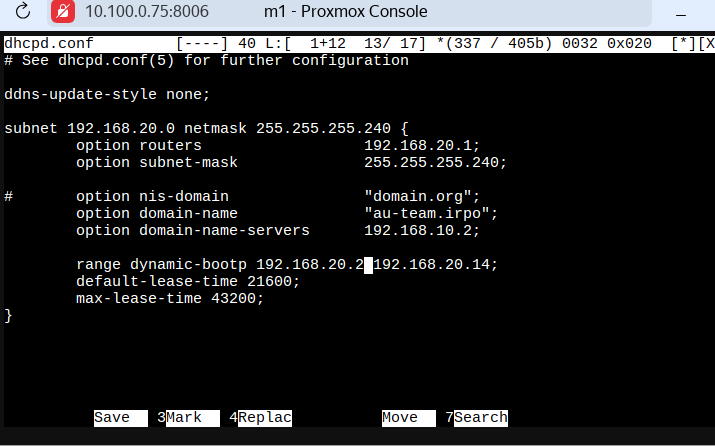 10.100.0.75:8006 m1 - Proxmox Console
dhcpd.conf [----] 40 L:[ 1+12 13/ 17] *(337 / 405b) 0032 0x020 [*][X
# See dhcpd.conf(5) for further configuration
ddns-update-style none;
subnet 192.168.20.0 netmask 255.255.255.240 {
option routers 192.168.20.1;
option subnet-mask 255.255.255.240;
# option nis-domain "domain.org";
option domain-name "au-team.irpo";
option domain-name-servers 192.168.10.2;
range dynamic-bootp 192.168.20.2 192.168.20.14;
default-lease-time 21600;
max-lease-time 43200;
}
Save 3Mark 4Replac Move 7Search